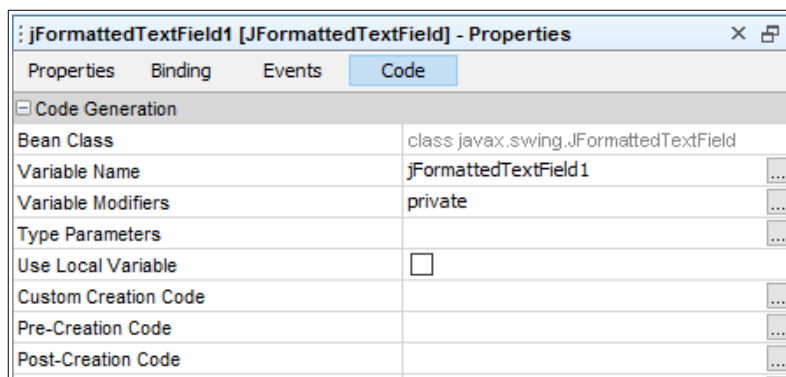 jFormattedTextField1 [JFormattedTextField] - Properties
Properties Binding Events Code
Code Generation
Bean Class class javax.swing.JFormattedTextField
Variable Name jFormattedTextField1 ...
Variable Modifiers private ...
Type Parameters ...
Use Local Variable
Custom Creation Code ...
Pre-Creation Code ...
Post-Creation Code ...